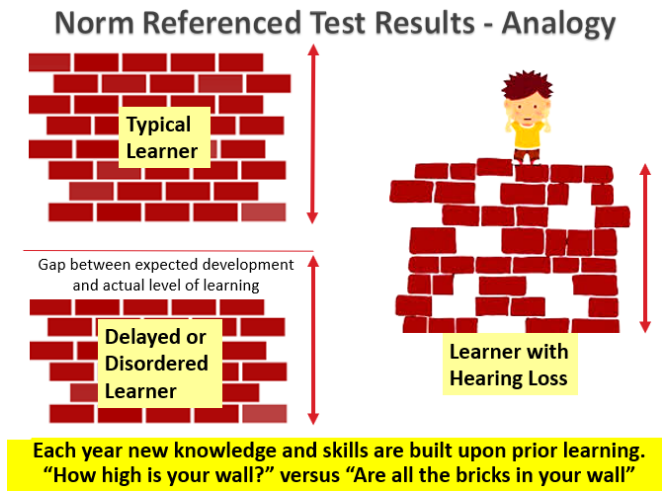 Norm Referenced Test Results - Analogy
Typical
Learner
Gap between expected development
and actual level of learning
Delayed or
Disordered
Learner
Learner with
Hearing Loss
Each year new knowledge and skills are built upon prior learning.
“How high is your wall?” versus “Are all the bricks in your wall”